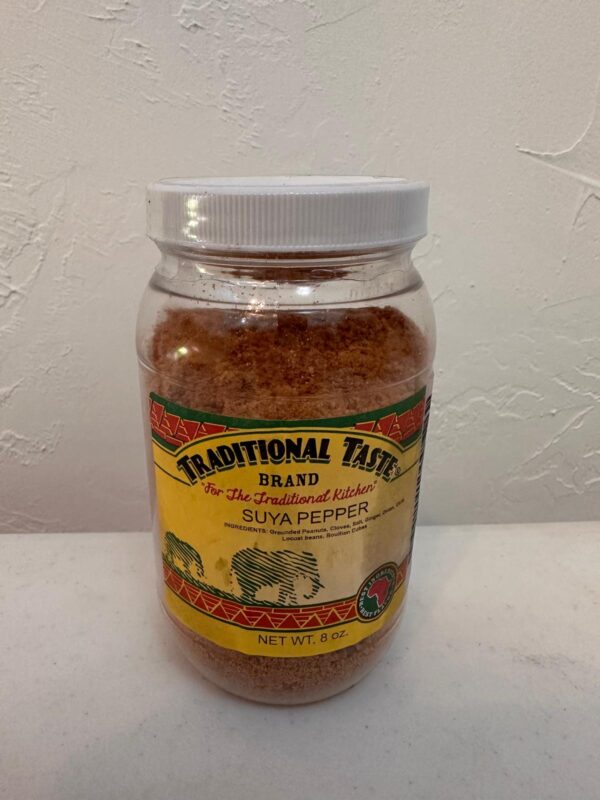 TRADITIONAL TASTE®
BRAND
"For The Traditional Kitchen"
SUYA PEPPER
INGREDIENTS: Grounded Peanuts, Cloves, Salt, Ginger, Onion,
Locust beans, Bouillon Cubes
NET WT. 8 oz.